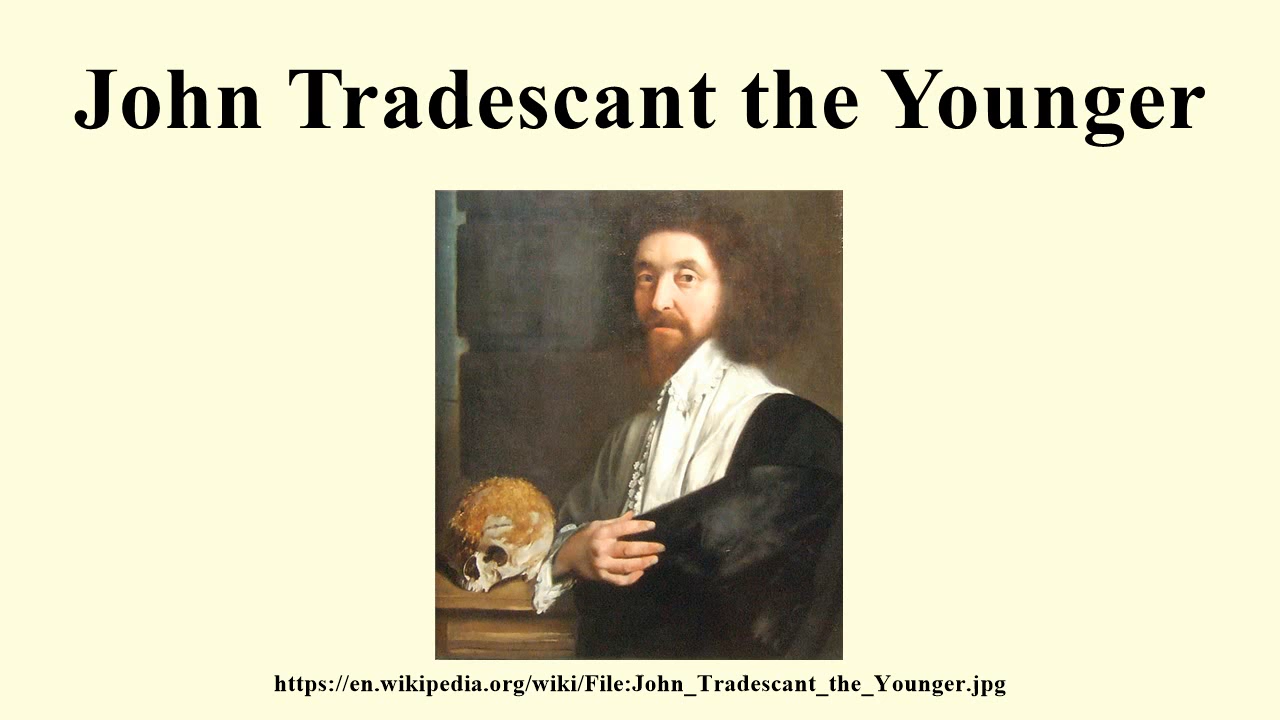 John Tradescant the Younger
https://en.wikipedia.org/wiki/File:John_Tradescant_the_Younger.jpg